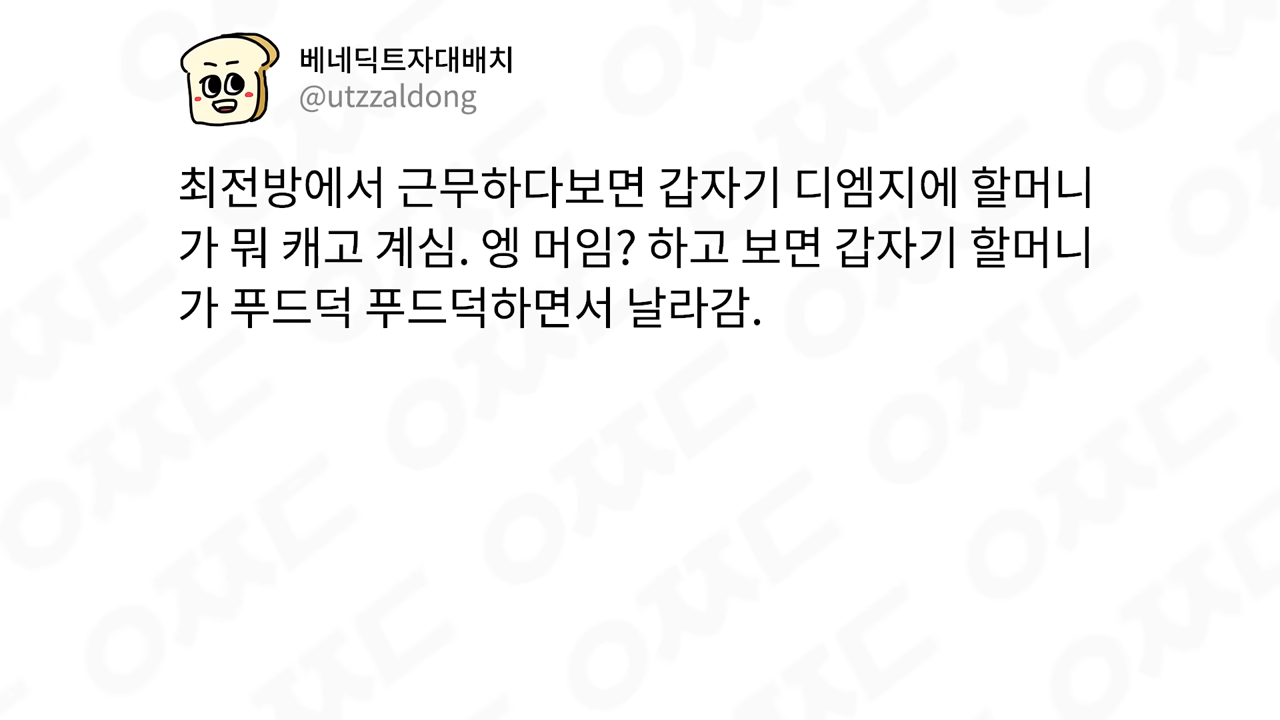 베네딕트자대배치
@utzzaldong
최전방에서 근무하다보면 갑자기 디엠지에 할머니
가 뭐 캐고 계심. 엥 머임? 하고 보면 갑자기 할머니
가 푸드덕 푸드덕하면서 날라감.